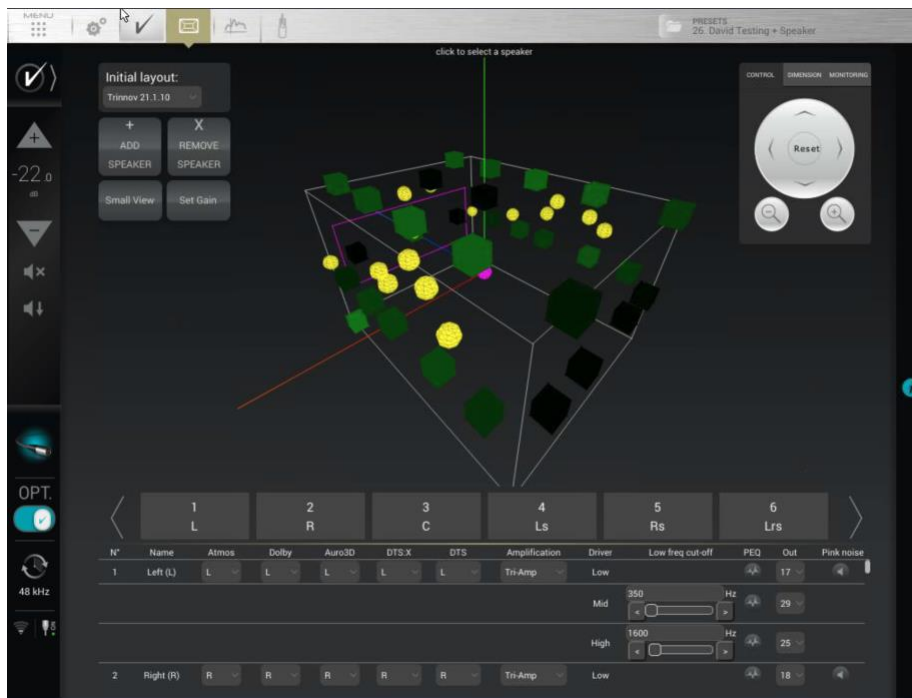 MENU
PRESETS
26. David Testing + Speaker
click to select a speaker
Initial layout:
Trinnov 21.1.10
+
ADD
SPEAKER
X
REMOVE
SPEAKER
Small View
Set Gain
CONTROL DIMENSION MONITORING
Reset
-22.0
dB
OPT.
48 kHz
ON
1
L
2
R
3
C
4
Ls
5
Rs
6
Lrs
N° Name Atmos Dolby Auro3D DTS:X DTS Amplification Driver Low freq cut-off PEQ Out Pink noise
1 Left (L) L L L L L Tri-Amp Low 17
Mid 350 Hz 29
< >
High 1600 Hz 25
< >
2 Right (R) R R R R R Tri-Amp Low 18